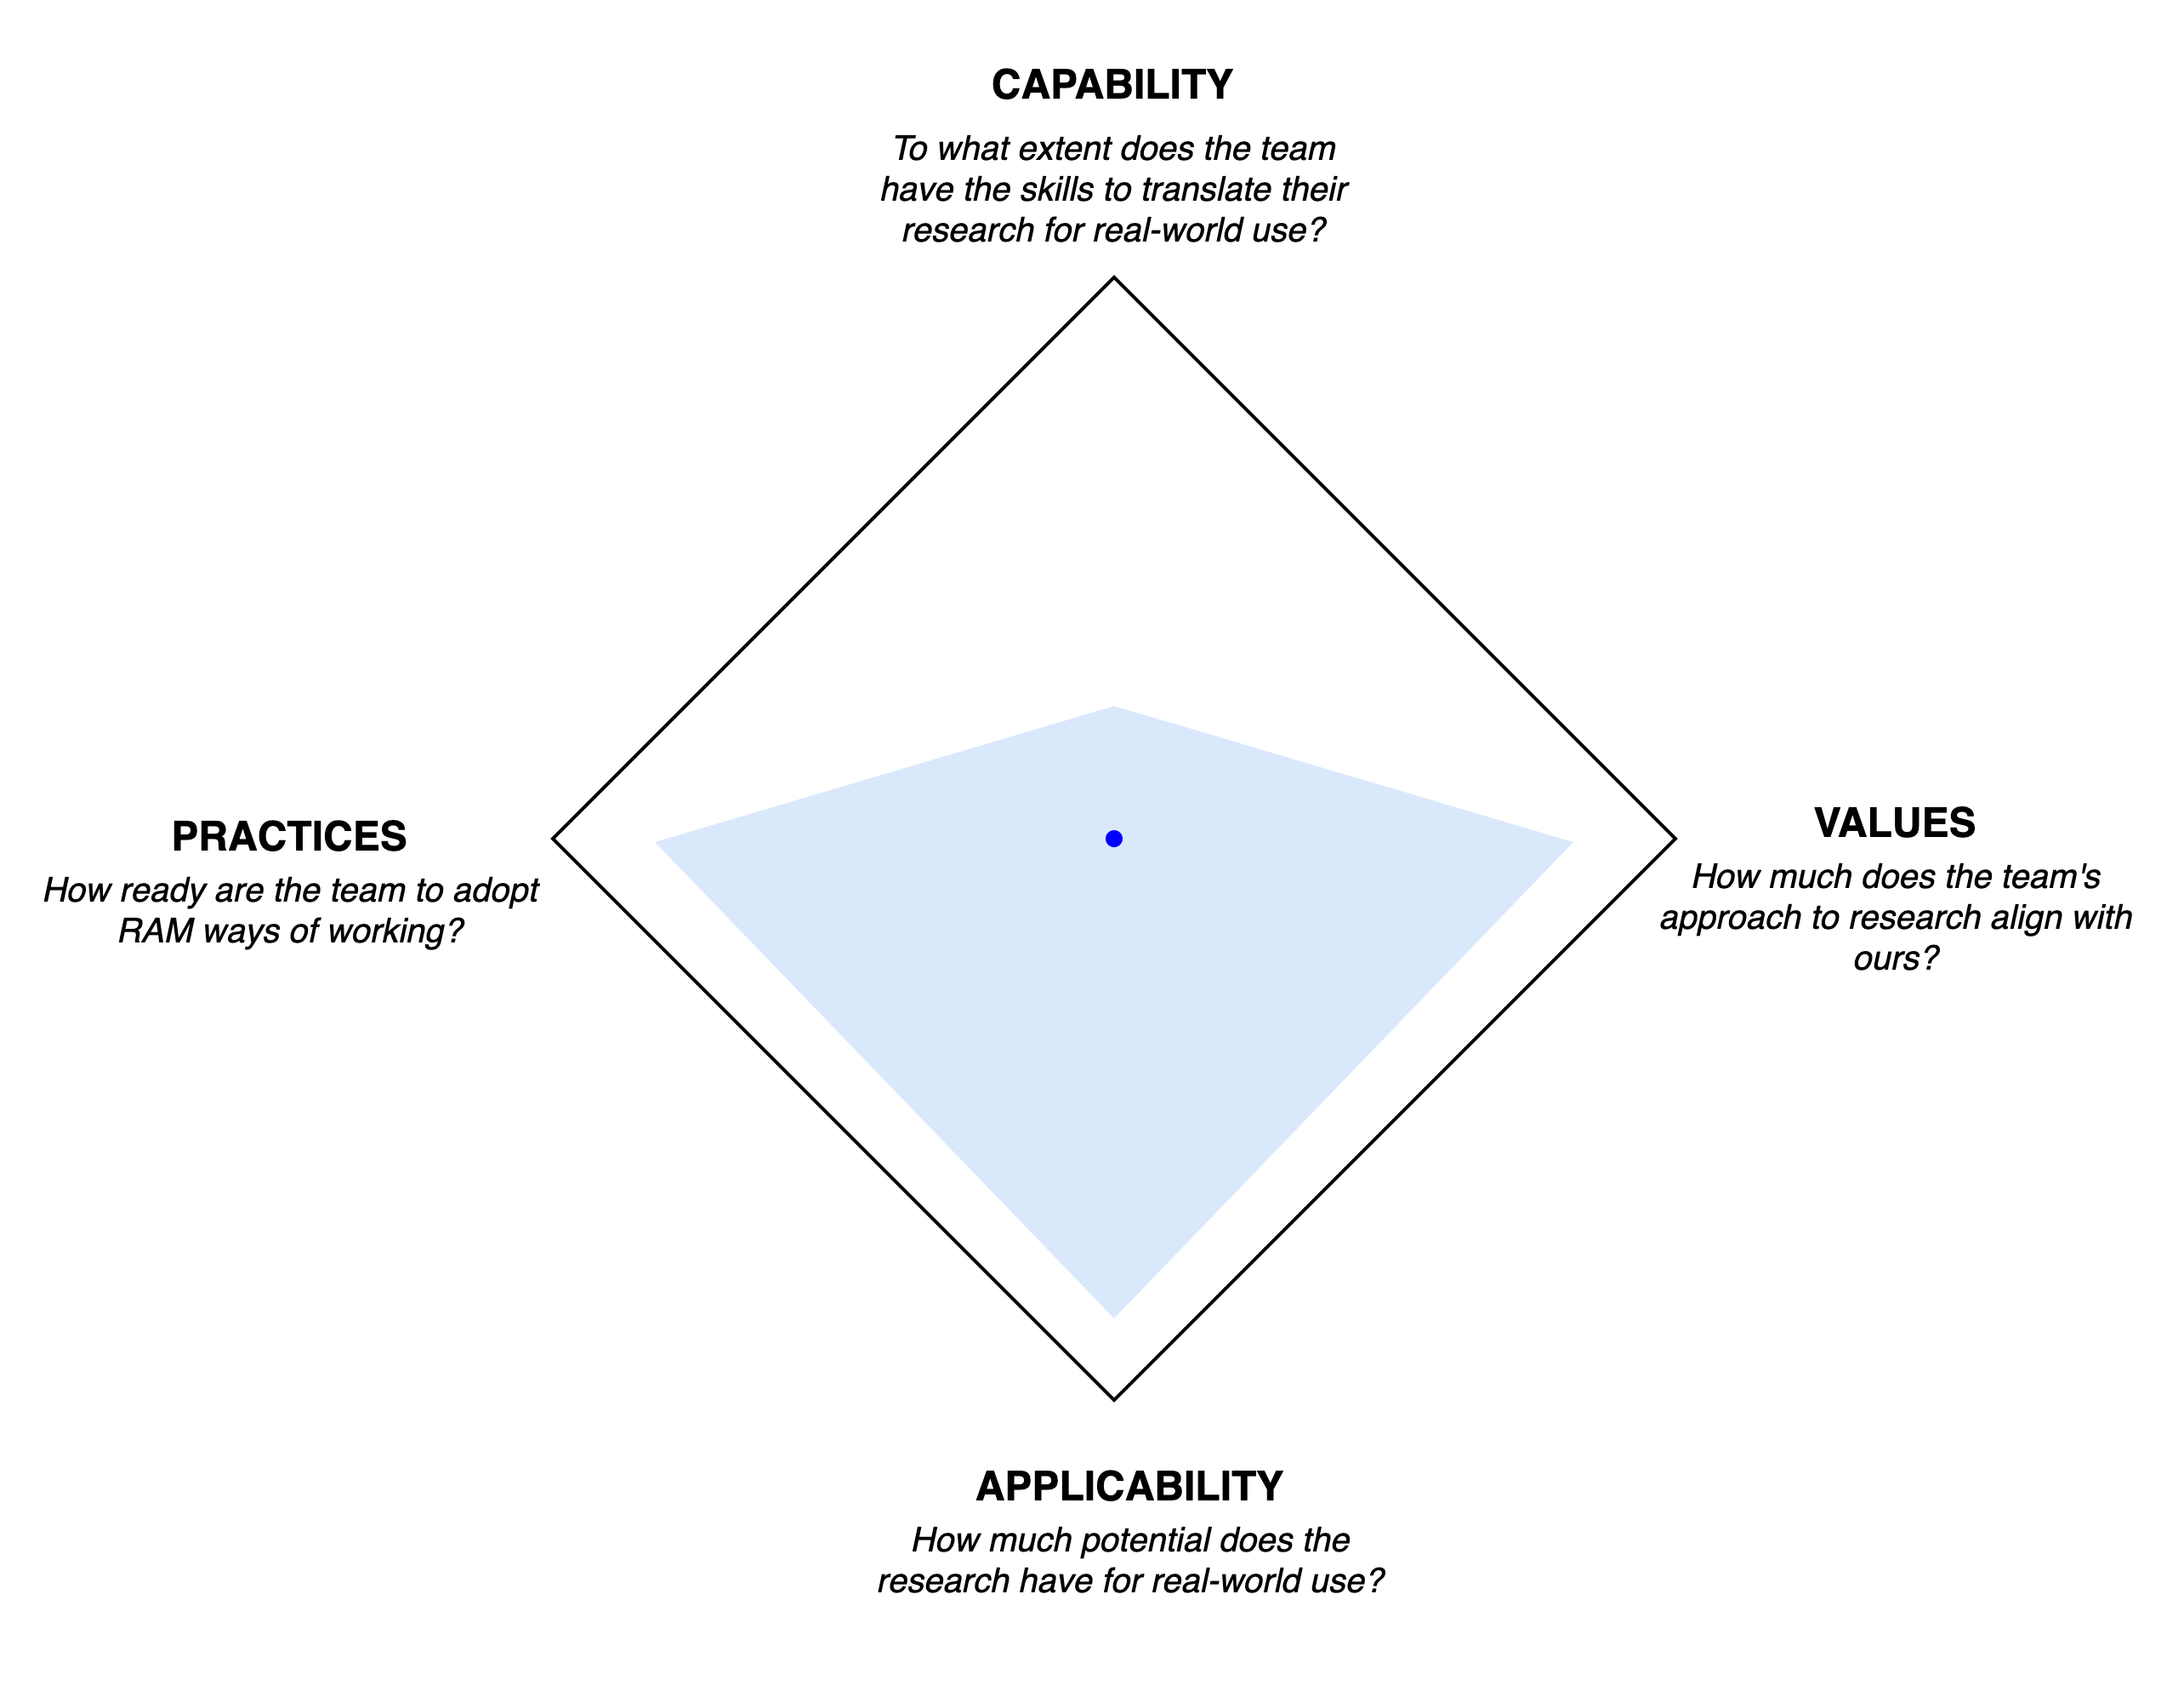 CAPABILITY
To what extent does the team
have the skills to translate their
research for real-world use?
PRACTICES
How ready are the team to adopt
RAM ways of working?
VALUES
How much does the team's
approach to research align with
ours?
APPLICABILITY
How much potential does the
research have for real-world use?